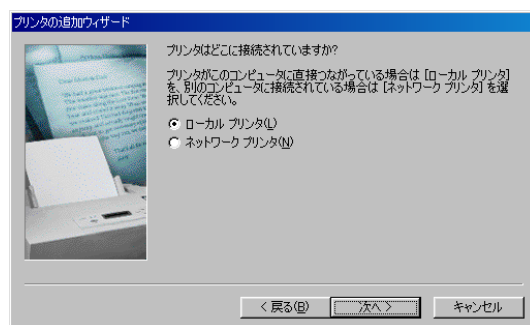 プリンタの追加ウィザード
プリンタはどこに接続されていますか?
プリンタがこのコンピュータに直接つながっている場合は [ローカル プリンタ]
を、別のコンピュータに接続されている場合は [ネットワーク プリンタ] を選
択してください。
ローカル プリンタ(L)
ネットワーク プリンタ(N)
< 戻る(B)
次へ >
キャンセル